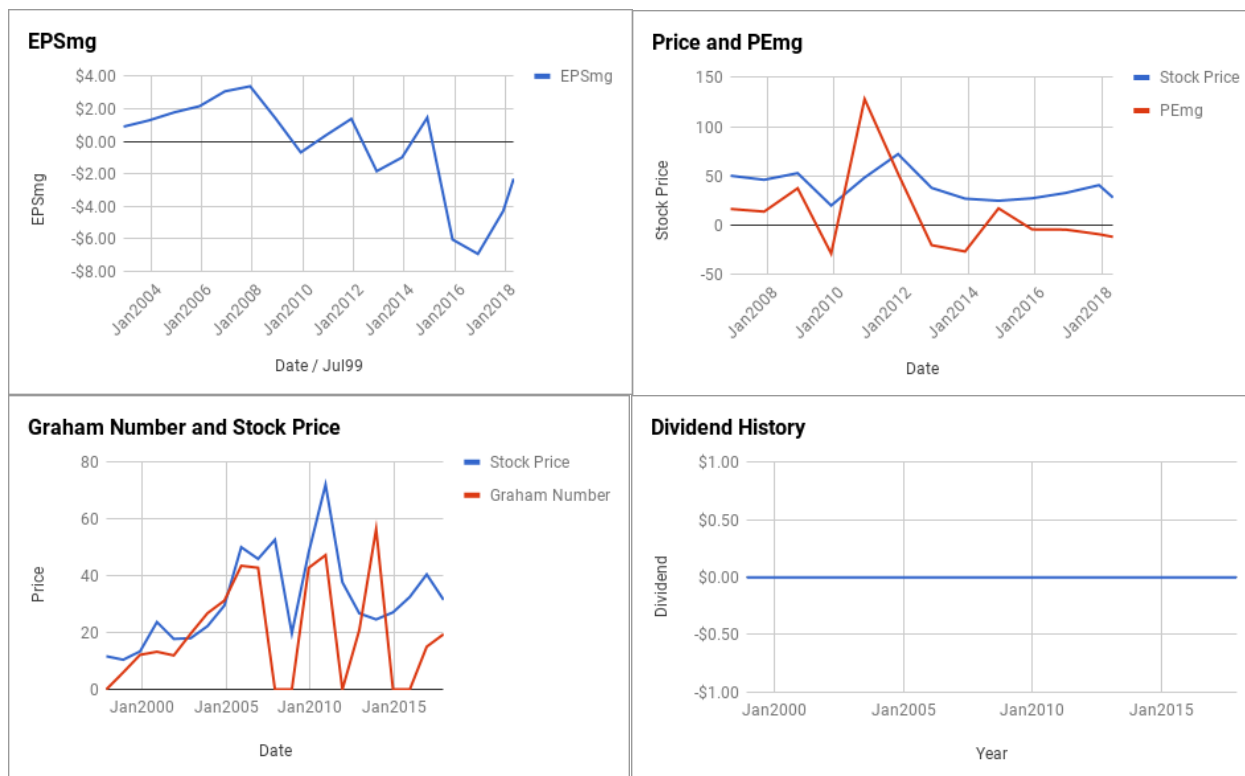 EPSmg
EPSmg
$4.00
$2.00
$0.00
-$2.00
-$4.00
-$6.00
-$8.00
EPSmg
Jan2004
Jan2006
Jan2008
Jan2010
Jan2012
Jan2014
Jan2016
Jan2018
Date / Jul99
Price and PEmg
Stock Price
PEmg
150
100
50
0
-50
Stock Price
Jan2008
Jan2010
Jan2012
Jan2014
Jan2016
Jan2018
Date
Graham Number and Stock Price
Stock Price
Graham Number
80
60
40
20
0
Price
Jan2000
Jan2005
Jan2010
Jan2015
Date
Dividend History
$1.00
$0.50
$0.00
-$0.50
-$1.00
Dividend
Jan2000
Jan2005
Jan2010
Jan2015
Year